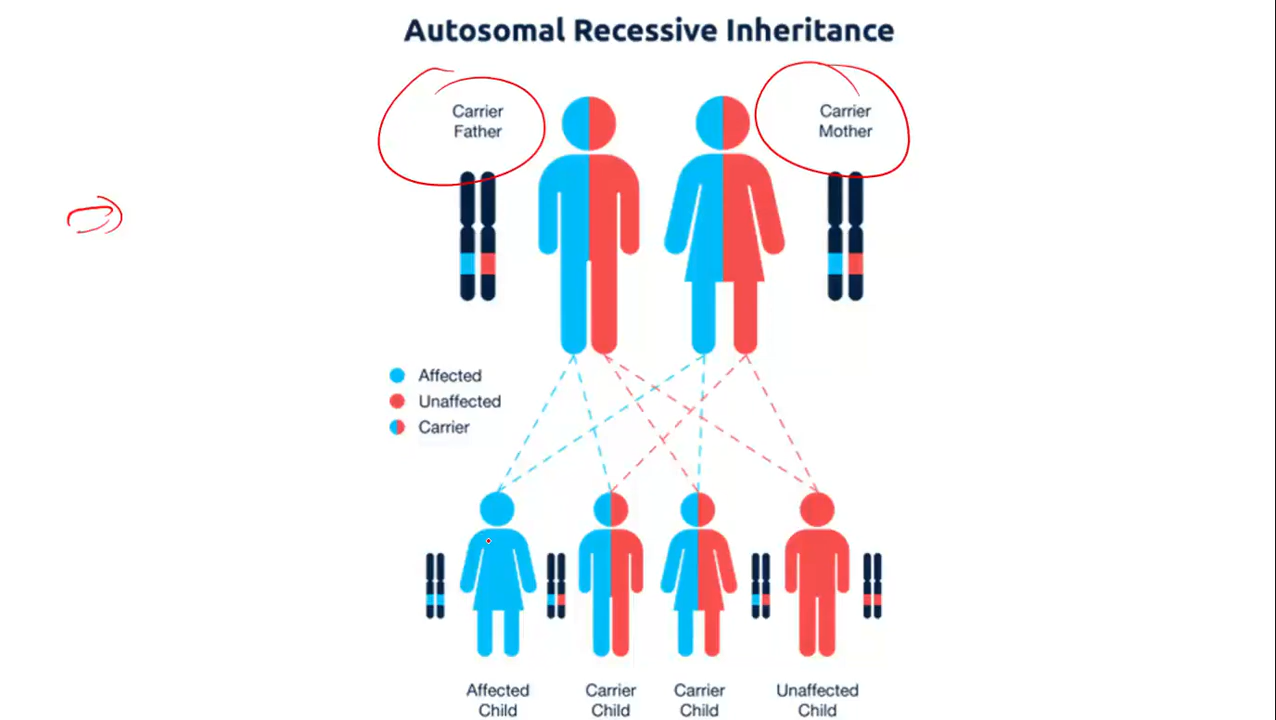 Autosomal Recessive Inheritance
Carrier
Father
Carrier
Mother
Affected
Unaffected
Carrier
Affected
Child
Carrier
Child
Carrier
Child
Unaffected
Child